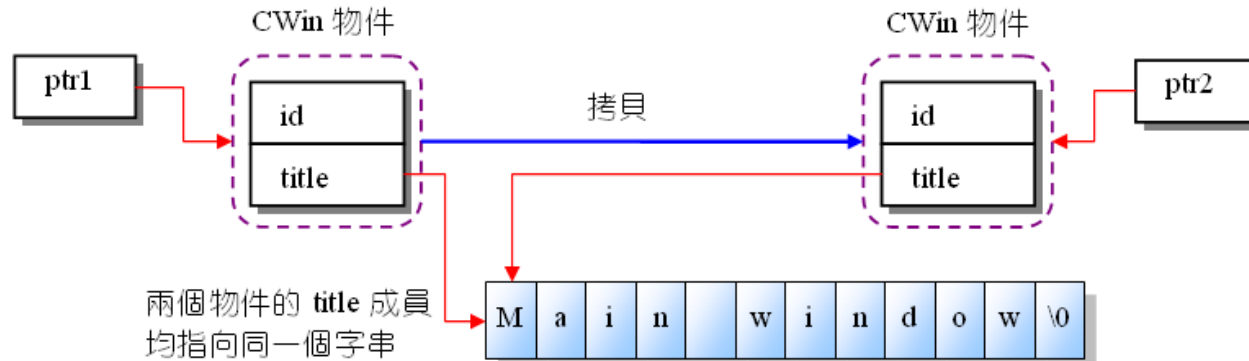 CWin 物件
CWin 物件
ptr1
ptr2
id
拷貝
id
title
title
兩個物件的 title 成員
均指向同一個字串
M a i n w i n d o w \0